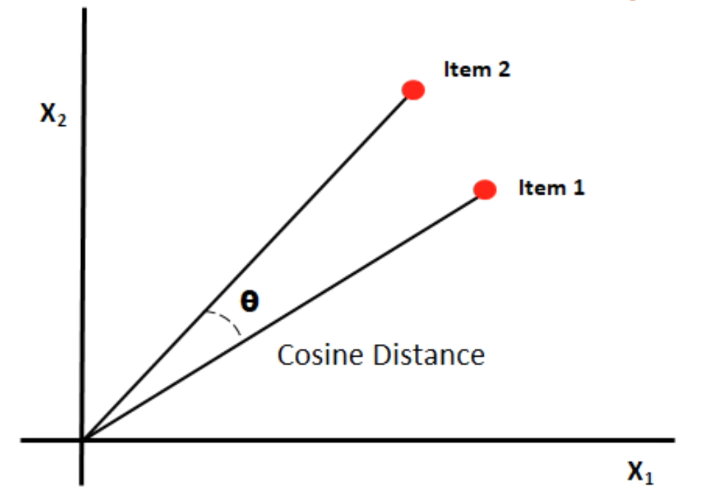 Item 2
X₂
Item 1
θ
Cosine Distance
X₁